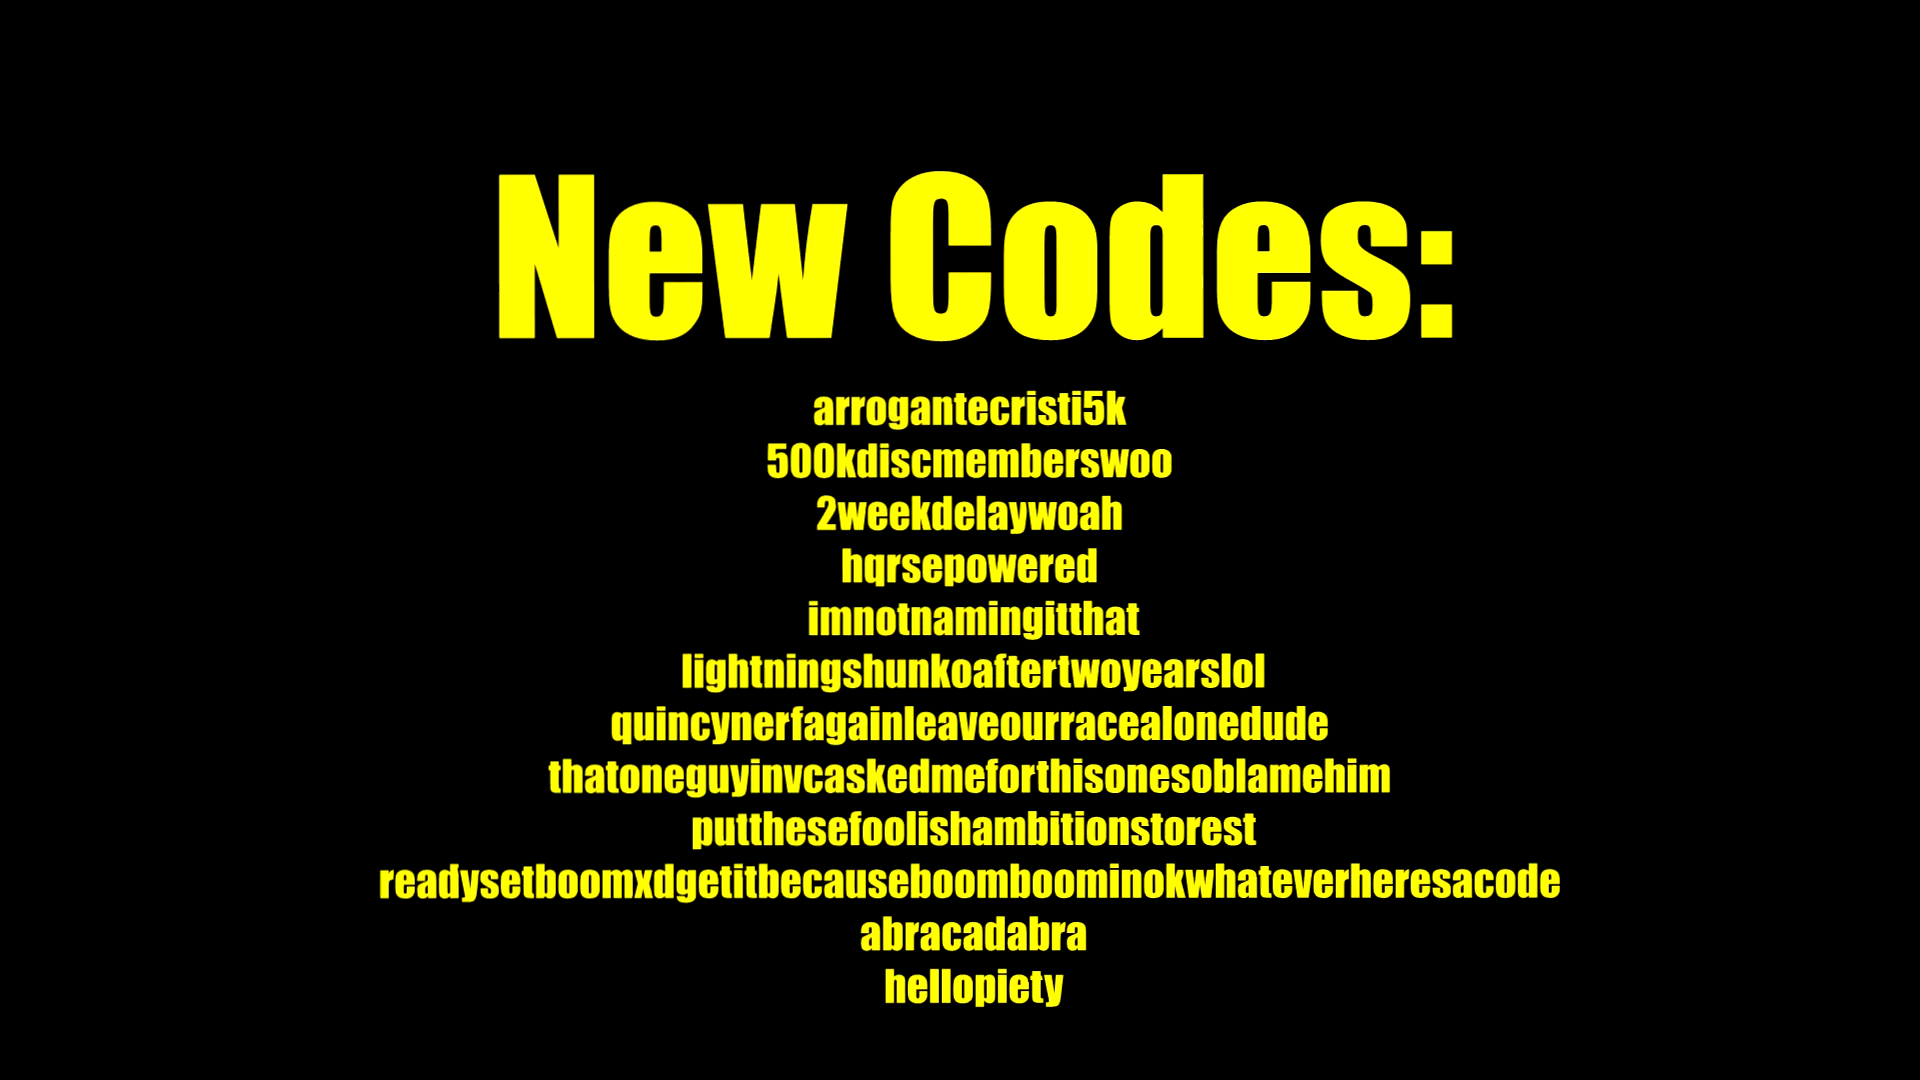 New Codes:
arrogantecristi5k
500kdiscmemberswoo
2weekdelaywoah
hqrsepowered
imnotnamingitthat
lightningshunkoaftertwoyearslol
quincynerfagainleaveourracealonedude
thatoneguyinvcaskedmeforthisonesoblamehim
putthesefoolishambitionstorest
readysetboomxdgetitbecauseboomboominokwhateverheresacode
abracadabra
hellopiety